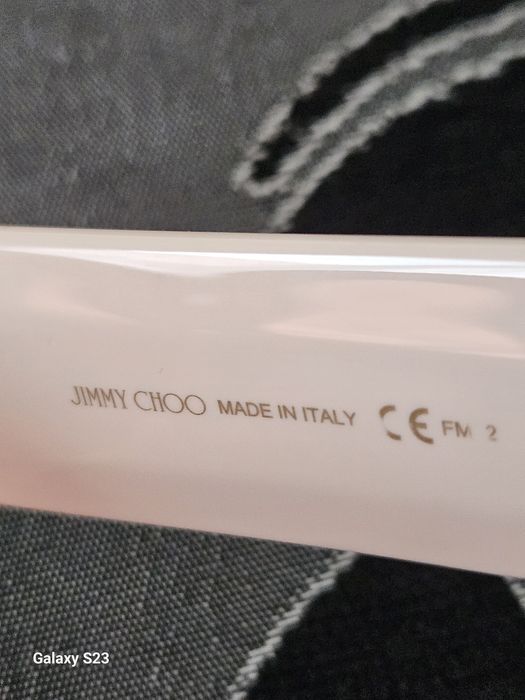 JIMMY CHOO MADE IN ITALY CE FM 2
Galaxy S23